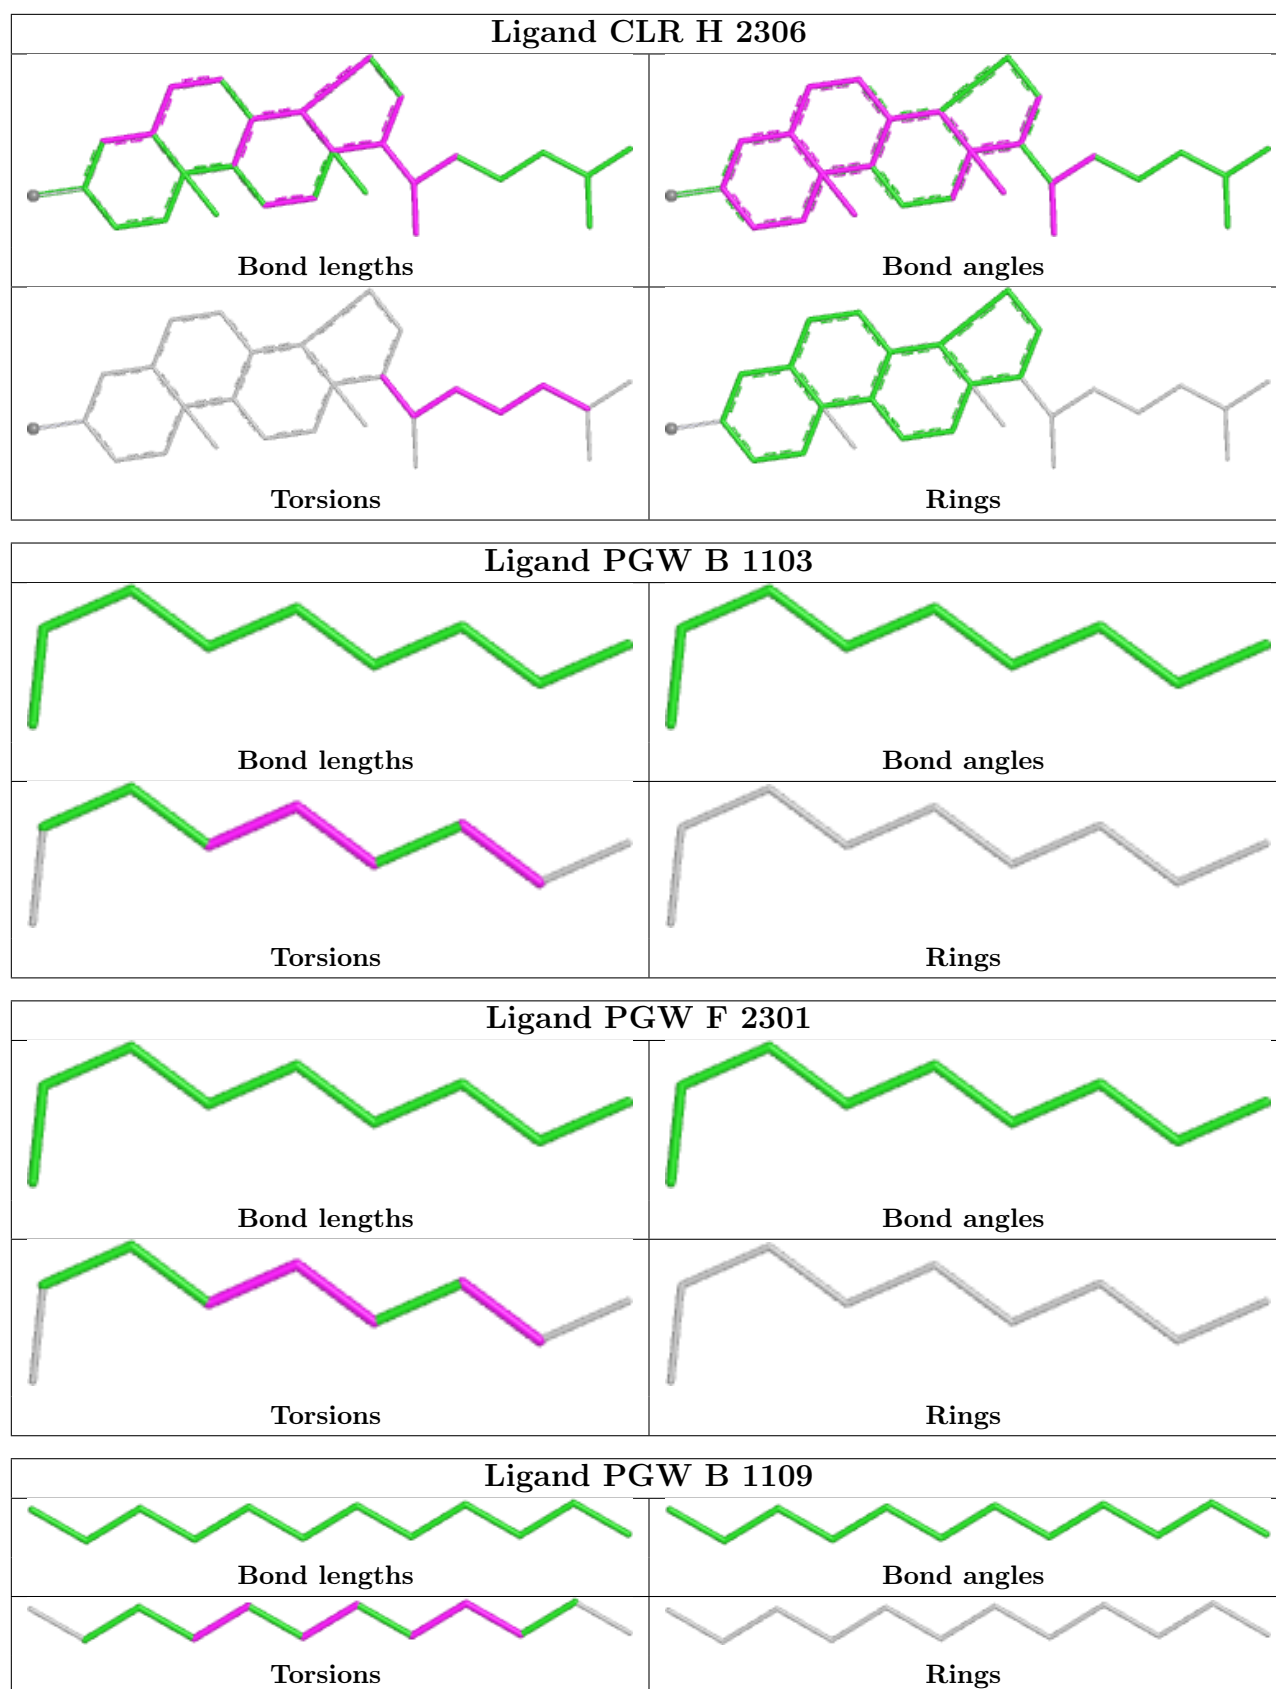 Ligand CLR H 2306
Bond lengths
Bond angles
Torsions
Rings
Ligand PGW B 1103
Bond lengths
Bond angles
Torsions
Rings
Ligand PGW F 2301
Bond lengths
Bond angles
Torsions
Rings
Ligand PGW B 1109
Bond lengths
Bond angles
Torsions
Rings